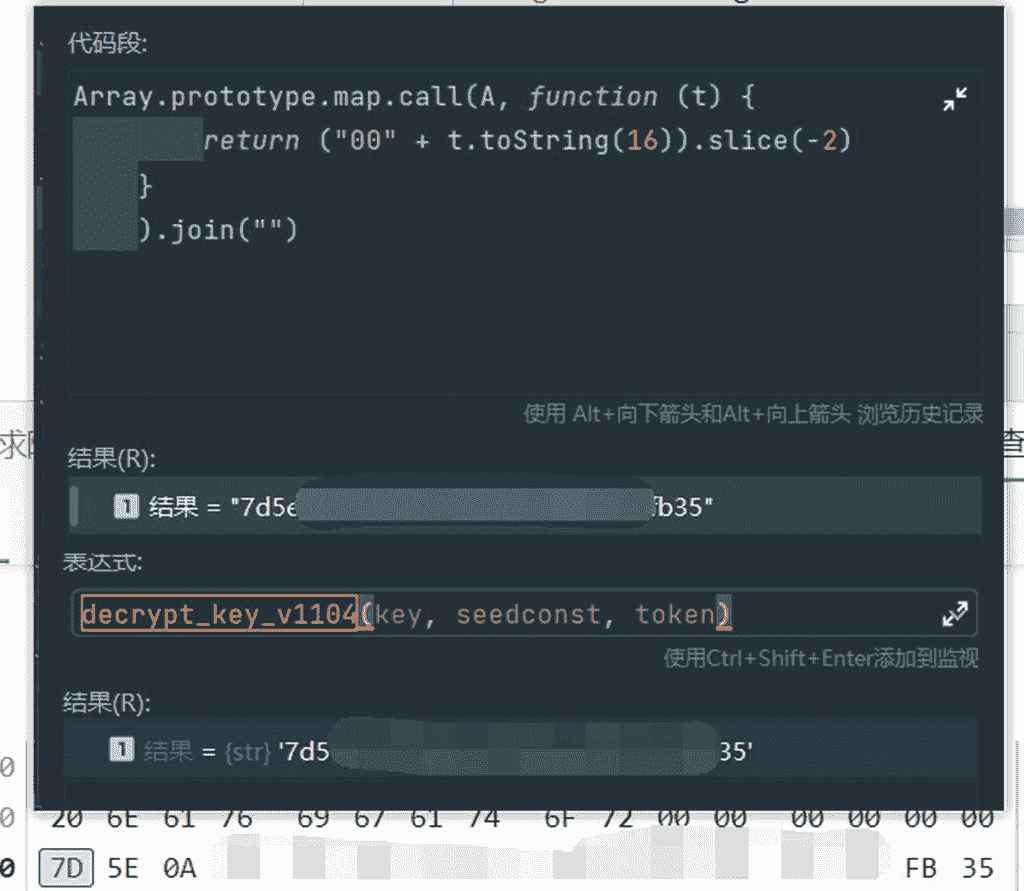 代码段:
Array.prototype.map.call(A, function (t) {
return ("00" + t.toString(16)).slice(-2)
}
).join("")
使用 Alt+向下箭头和Alt+向上箭头 浏览历史记录
求
查
结果(R):
1 结果 = "7d5e fb35"
表达式:
decrypt_key_v1104(key, seedconst, token)
使用Ctrl+Shift+Enter添加到监视
结果(R):
1 结果 = {str} '7d5 35'
0
0 20 6E 61 76 69 67 61 74 6F 72 00 00 00 00 00 00
0 7D 5E 0A FB 35